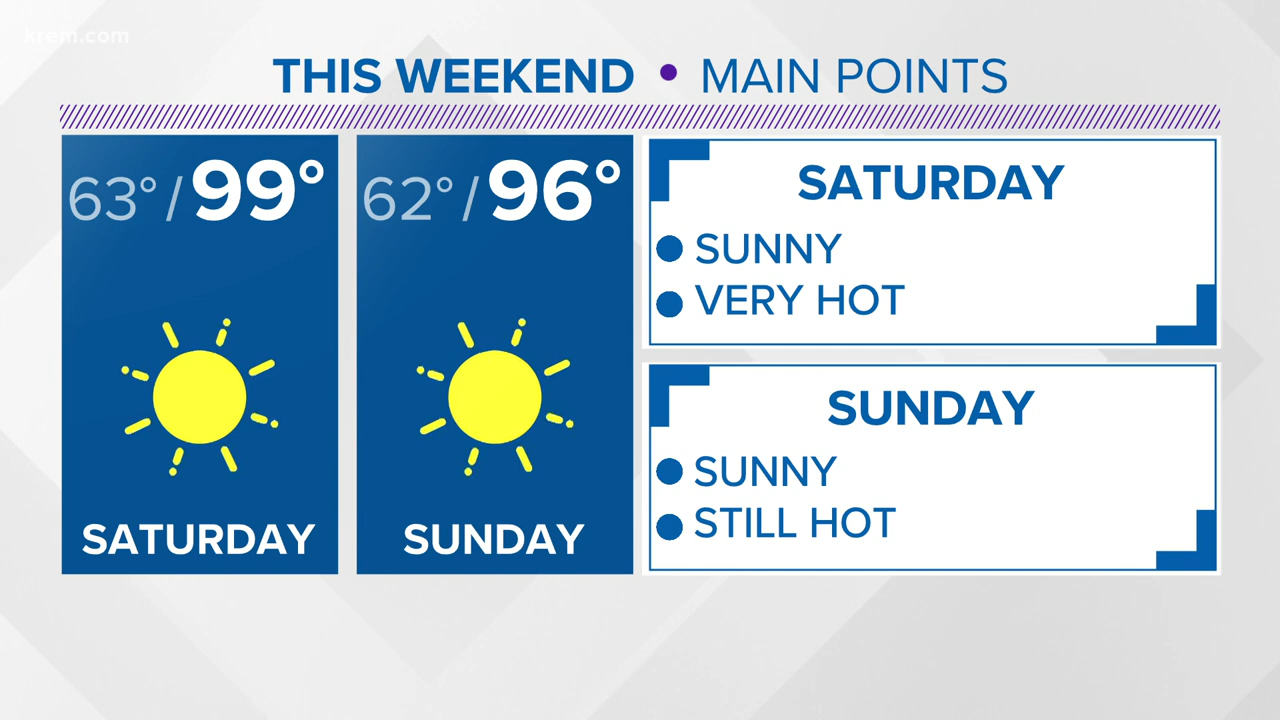 krem.com
THIS WEEKEND • MAIN POINTS
63°/99°
SATURDAY
62°/96°
SUNDAY
SATURDAY
● SUNNY
● VERY HOT
SUNDAY
● SUNNY
● STILL HOT